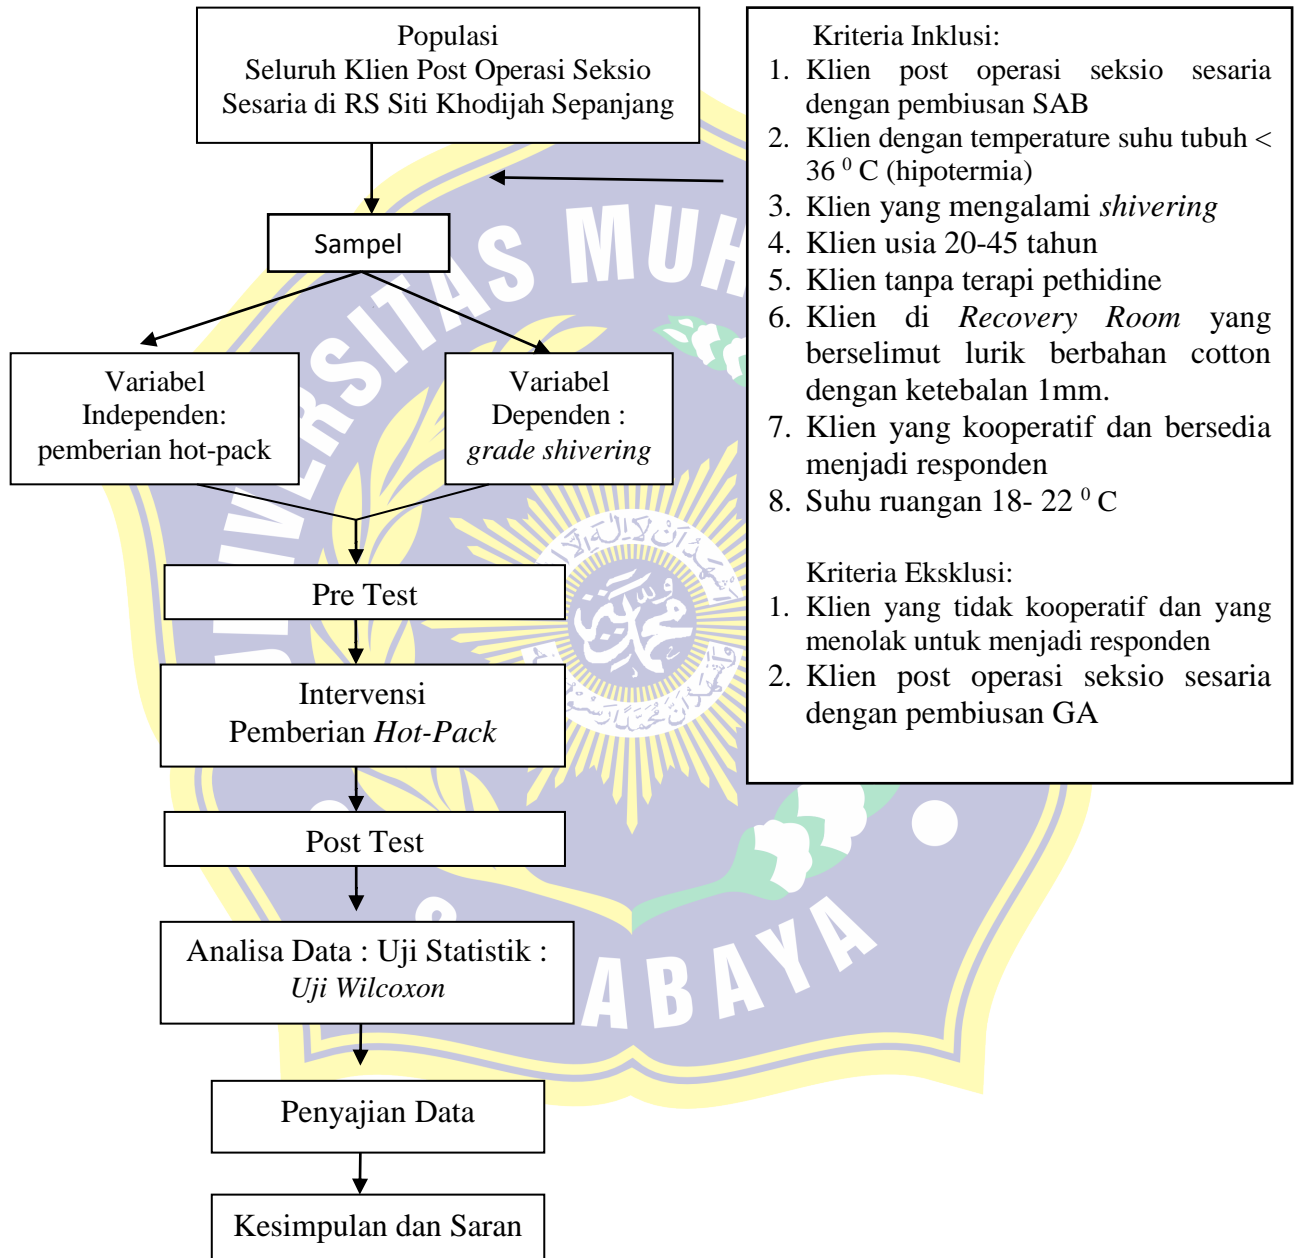 Populasi
Seluruh Klien Post Operasi Seksio
Sesaria di RS Siti Khodijah Sepanjang
Sampel
Variabel
Independen:
pemberian hot-pack
Variabel
Dependen :
grade shivering
Pre Test
Intervensi
Pemberian Hot-Pack
Post Test
Analisa Data : Uji Statistik :
Uji Wilcoxon
Penyajian Data
Kesimpulan dan Saran
Kriteria Inklusi:
1. Klien post operasi seksio sesaria
dengan pembiusan SAB
2. Klien dengan temperature suhu tubuh <
36 ⁰ C (hipotermia)
3. Klien yang mengalami shivering
4. Klien usia 20-45 tahun
5. Klien tanpa terapi pethidine
6. Klien di Recovery Room yang
berselimut lurik berbahan cotton
dengan ketebalan 1mm.
7. Klien yang kooperatif dan bersedia
menjadi responden
8. Suhu ruangan 18- 22 ⁰ C
Kriteria Eksklusi:
1. Klien yang tidak kooperatif dan yang
menolak untuk menjadi responden
2. Klien post operasi seksio sesaria
dengan pembiusan GA